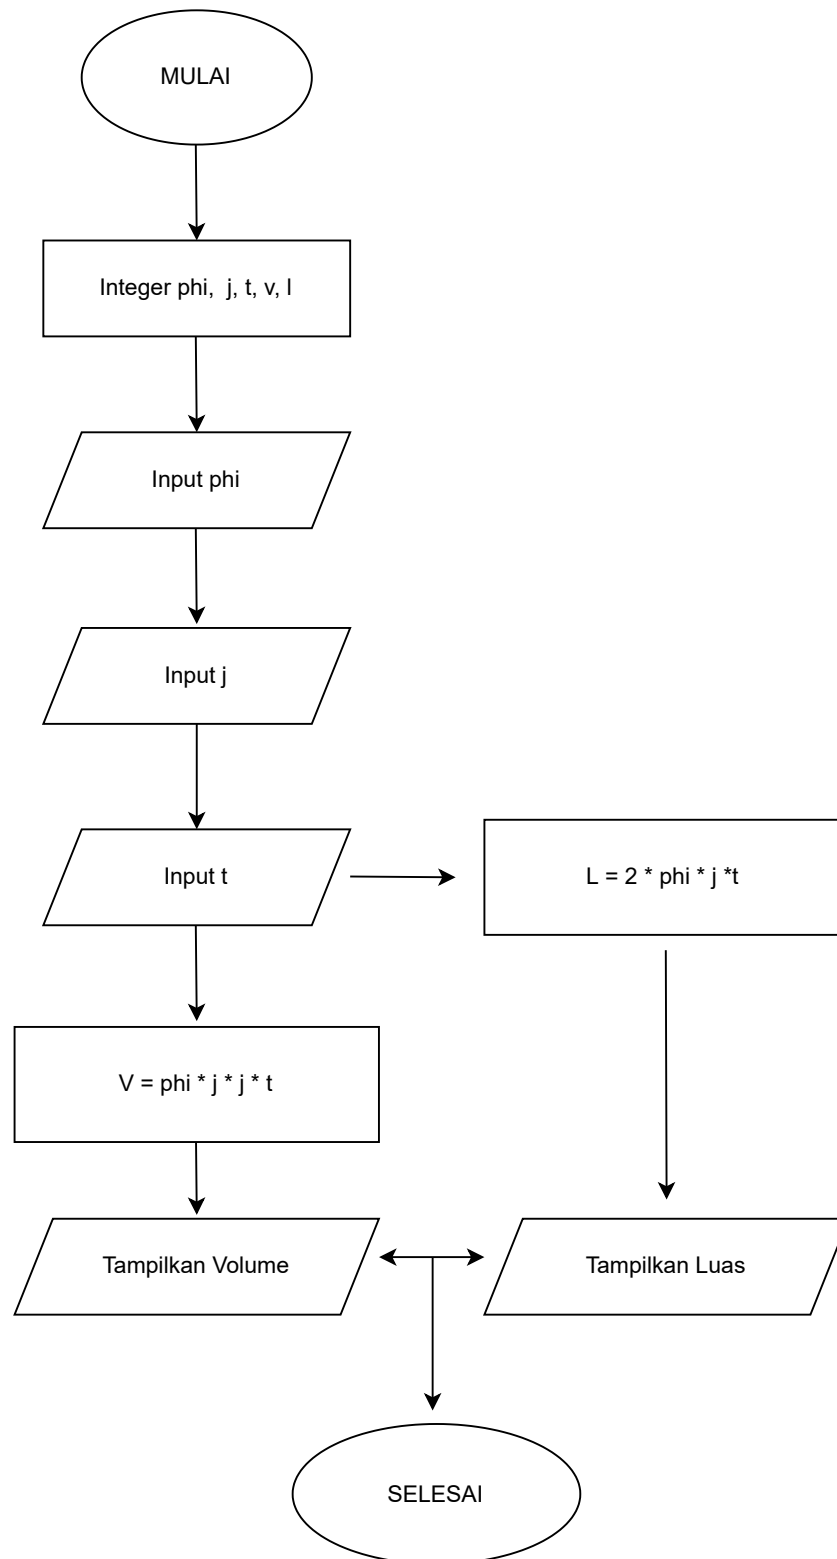 MULAI
Integer phi, j, t, v, l
Input phi
Input j
Input t
L = 2 * phi * j *t
V = phi * j * j * t
Tampilkan Volume
Tampilkan Luas
SELESAI